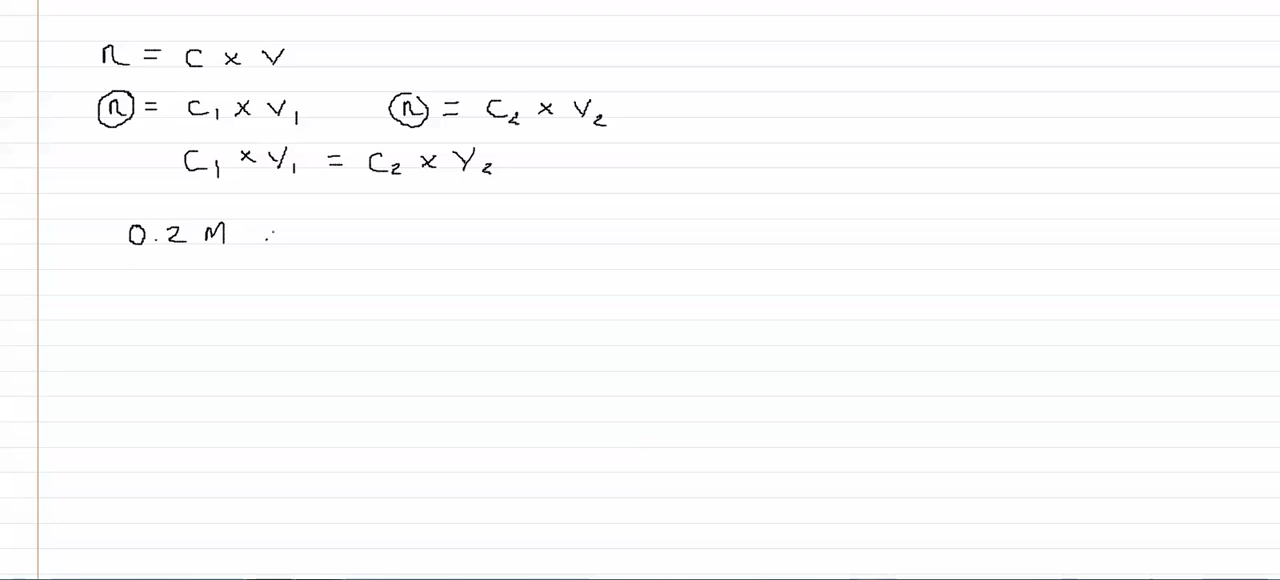 n = C × V
n = C₁ × V₁ n = C₂ × V₂
C₁ × V₁ = C₂ × V₂
0.2 M